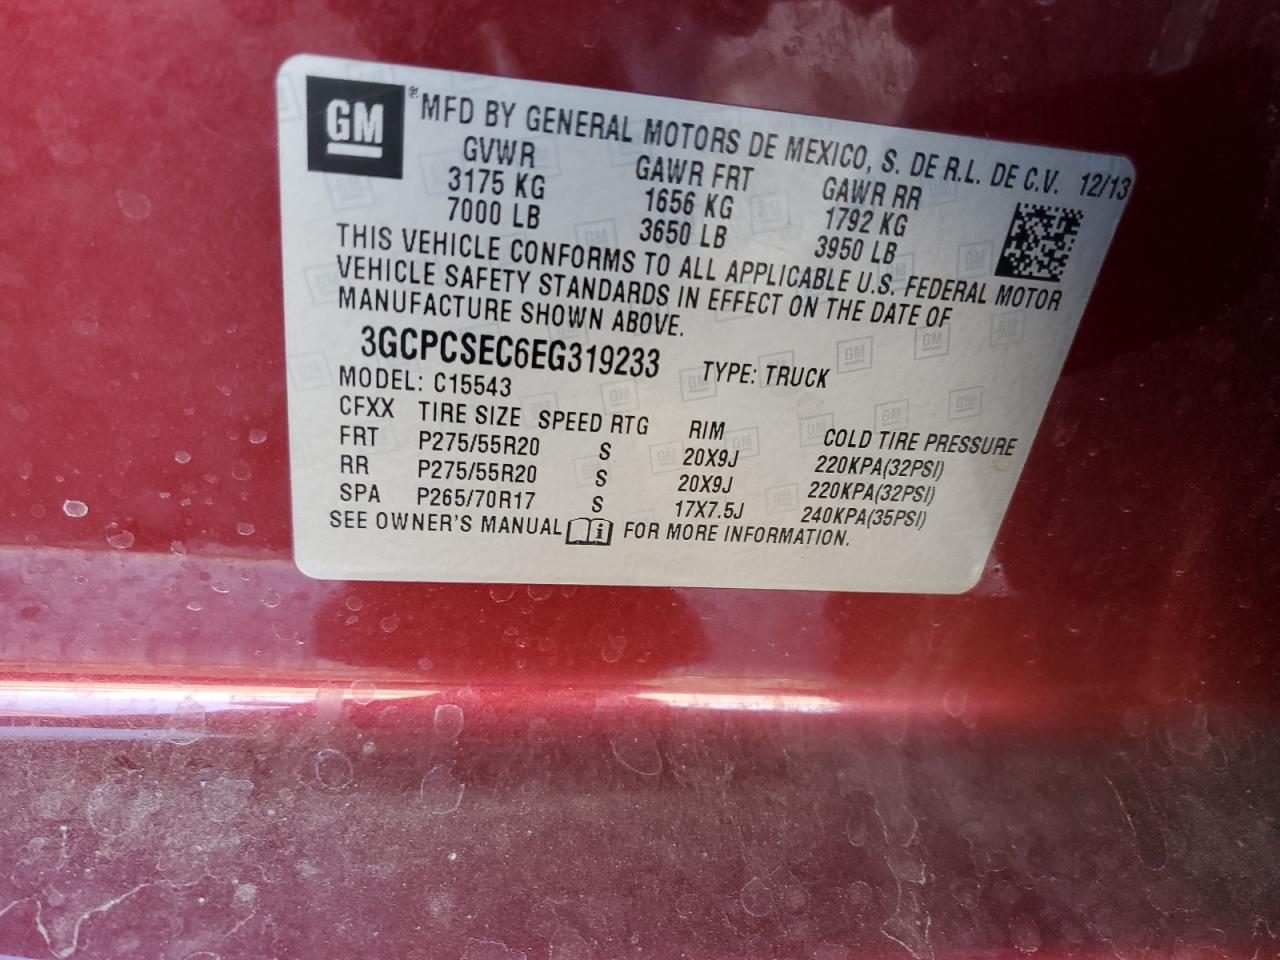 GM ® MFD BY GENERAL MOTORS DE MEXICO, S. DE R.L. DE C.V. 12/13
GVWR GAWR FRT GAWR RR
3175 KG 1656 KG 1792 KG
7000 LB 3650 LB 3950 LB
THIS VEHICLE CONFORMS TO ALL APPLICABLE U.S. FEDERAL MOTOR
VEHICLE SAFETY STANDARDS IN EFFECT ON THE DATE OF
MANUFACTURE SHOWN ABOVE.
3GCPCSEC6EG319233 TYPE: TRUCK
MODEL: C15543
CFXX TIRE SIZE SPEED RTG RIM COLD TIRE PRESSURE
FRT P275/55R20 S 20X9J 220KPA(32PSI)
RR P275/55R20 S 20X9J 220KPA(32PSI)
SPA P265/70R17 S 17X7.5J 240KPA(35PSI)
SEE OWNER'S MANUAL i FOR MORE INFORMATION.